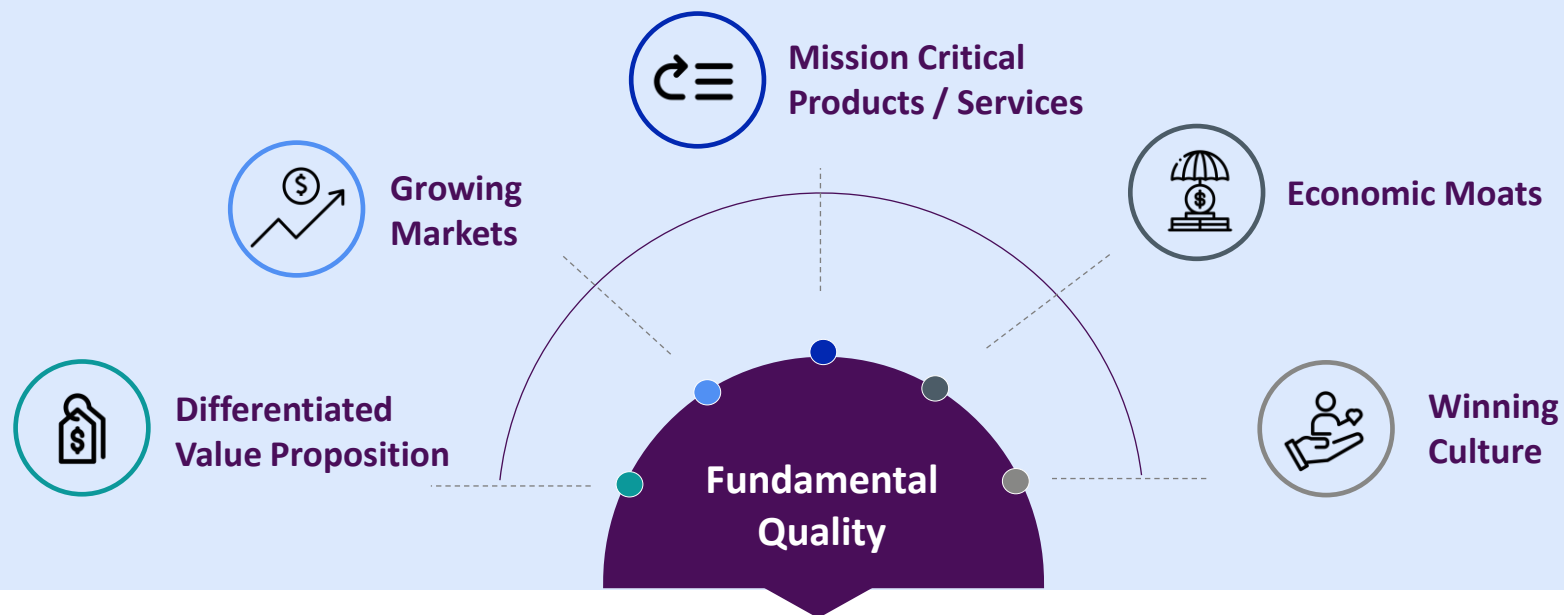 Mission Critical
Products / Services
Growing
Markets
Economic Moats
Differentiated
Value Proposition
Winning
Culture
Fundamental
Quality
$
$
$